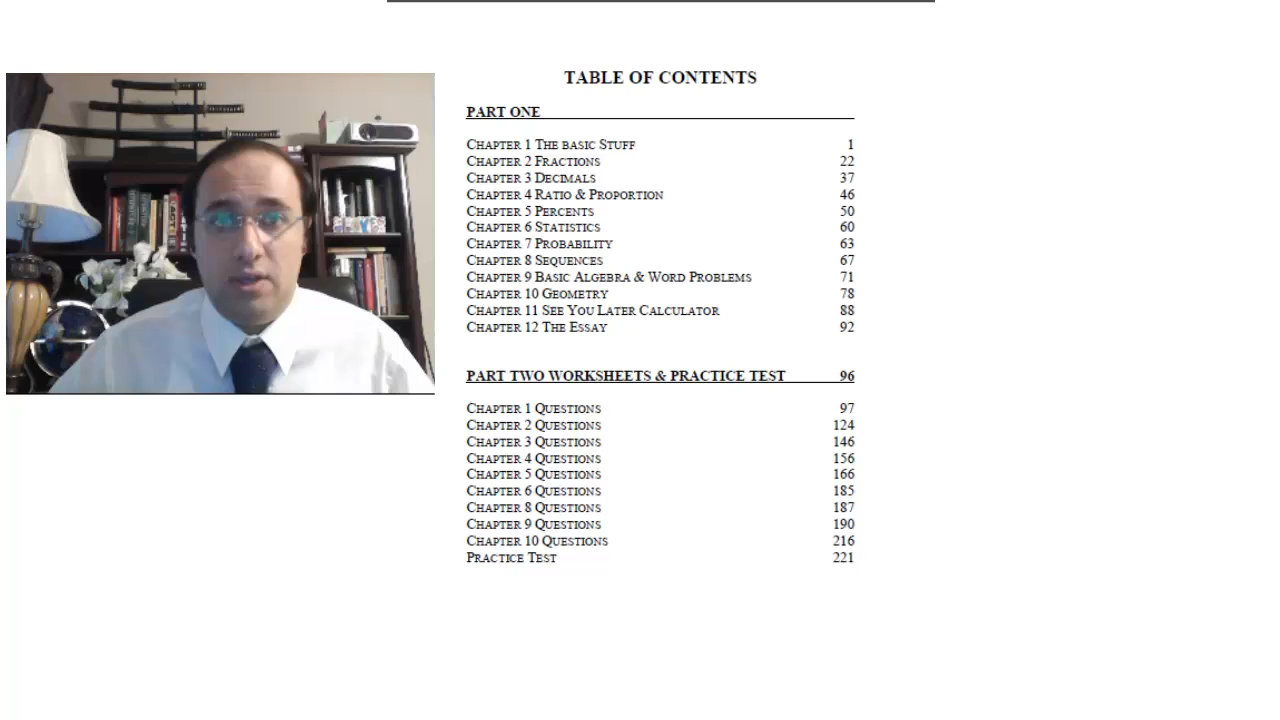 TABLE OF CONTENTS
PART ONE
CHAPTER 1 THE BASIC STUFF 1
CHAPTER 2 FRACTIONS 22
CHAPTER 3 DECIMALS 37
CHAPTER 4 RATIO & PROPORTION 46
CHAPTER 5 PERCENTS 50
CHAPTER 6 STATISTICS 60
CHAPTER 7 PROBABILITY 63
CHAPTER 8 SEQUENCES 67
CHAPTER 9 BASIC ALGEBRA & WORD PROBLEMS 71
CHAPTER 10 GEOMETRY 78
CHAPTER 11 SEE YOU LATER CALCULATOR 88
CHAPTER 12 THE ESSAY 92
PART TWO WORKSHEETS & PRACTICE TEST 96
CHAPTER 1 QUESTIONS 97
CHAPTER 2 QUESTIONS 124
CHAPTER 3 QUESTIONS 146
CHAPTER 4 QUESTIONS 156
CHAPTER 5 QUESTIONS 166
CHAPTER 6 QUESTIONS 185
CHAPTER 8 QUESTIONS 187
CHAPTER 9 QUESTIONS 190
CHAPTER 10 QUESTIONS 216
PRACTICE TEST 221